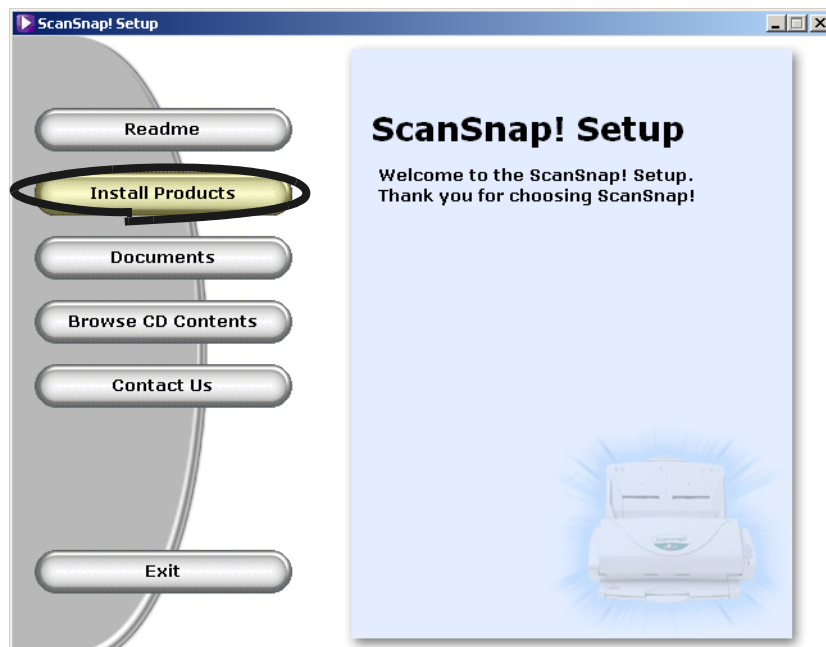 ScanSnap! Setup
Readme
Install Products
Documents
Browse CD Contents
Contact Us
Exit
ScanSnap! Setup
Welcome to the ScanSnap! Setup.
Thank you for choosing ScanSnap!